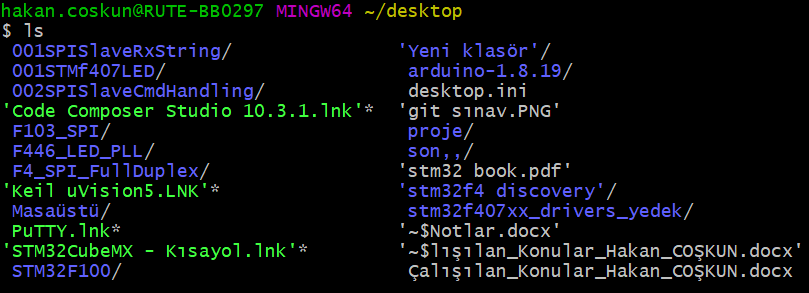 hakan.coskun@RUTE-BB0297 MINGW64 ~/desktop
$ ls
001SPISlaveRxString/ 'Yeni klasör'/
001STMf407LED/ arduino-1.8.19/
002SPISlaveCmdHandling/ desktop.ini
'Code Composer Studio 10.3.1.lnk'* 'git sınav.PNG'
F103_SPI/ proje/
F446_LED_PLL/ son,,/
F4_SPI_FullDuplex/ 'stm32 book.pdf'
'Keil uVision5.LNK'* 'stm32f4 discovery'/
Masaüstü/ stm32f407xx_drivers_yedek/
PuTTY.lnk* '~$Notlar.docx'
'STM32CubeMX - Kısayol.lnk'* '~$lışılan_Konular_Hakan_COŞKUN.docx'
STM32F100/ Çalışılan_Konular_Hakan_COŞKUN.docx